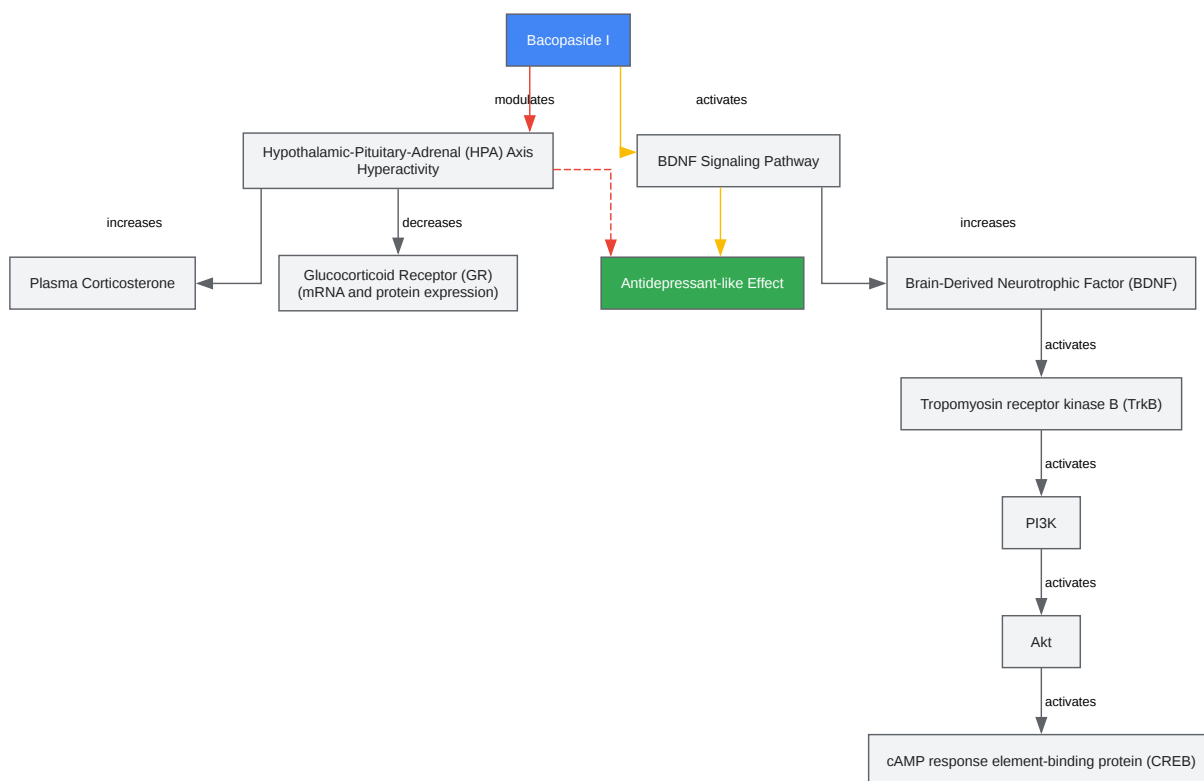 Bacopaside I
modulates
activates
Hypothalamic-Pituitary-Adrenal (HPA) Axis
Hyperactivity
BDNF Signaling Pathway
increases
decreases
increases
Plasma Corticosterone
Glucocorticoid Receptor (GR)
(mRNA and protein expression)
Antidepressant-like Effect
Brain-Derived Neurotrophic Factor (BDNF)
activates
Tropomyosin receptor kinase B (TrkB)
activates
PI3K
activates
Akt
activates
cAMP response element-binding protein (CREB)